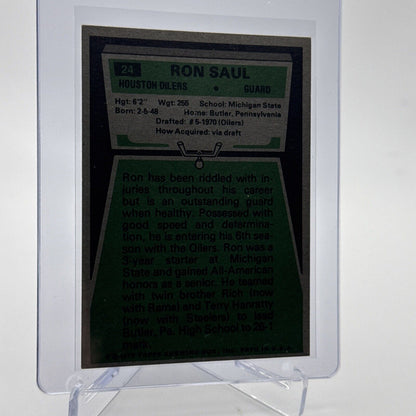 24 RON SAUL
HOUSTON OILERS • GUARD
Hgt: 6'2" Wgt: 255 School: Michigan State
Born: 2-5-48 Home: Butler, Pennsylvania
Drafted: #5-1970 (Oilers)
How Acquired: via draft
Ron has been riddled with in-
juries throughout his career
but is an outstanding guard
when healthy. Possessed with
good speed and determina-
tion, he is entering his 6th sea-
son with the Oilers. Ron was a
3-year starter at Michigan
State and gained All-American
honors as a senior. He teamed
with twin brother Rich (now
with Rams) and Terry Hanratty
(now with Steelers) to lead
Butler, Pa. High School to 26-1
mark.